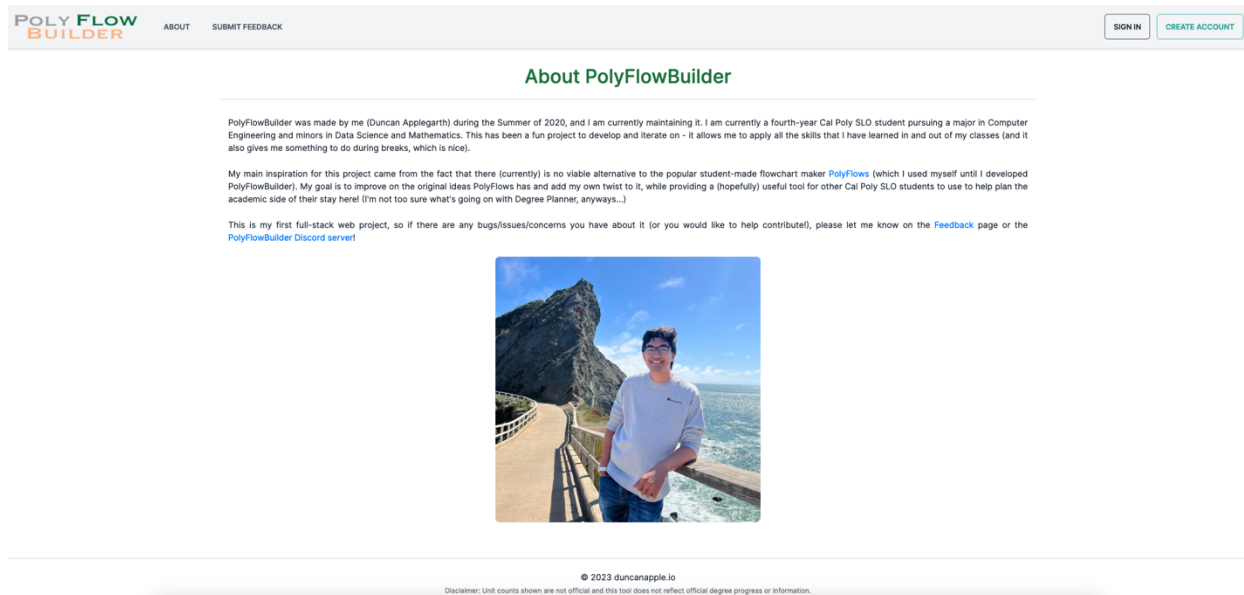 POLY FLOW
BUILDER
ABOUT
SUBMIT FEEDBACK
SIGN IN
CREATE ACCOUNT
About PolyFlowBuilder
PolyFlowBuilder was made by me (Duncan Applegarth) during the Summer of 2020, and I am currently maintaining it. I am currently a fourth-year Cal Poly SLO student pursuing a major in Computer
Engineering and minors in Data Science and Mathematics. This has been a fun project to develop and iterate on - it allows me to apply all the skills that I have learned in and out of my classes (and it
also gives me something to do during breaks, which is nice).
My main inspiration for this project came from the fact that there (currently) is no viable alternative to the popular student-made flowchart maker PolyFlows (which I used myself until I developed
PolyFlowBuilder). My goal is to improve on the original ideas PolyFlows has and add my own twist to it, while providing a (hopefully) useful tool for other Cal Poly SLO students to use to help plan the
academic side of their stay here! (I'm not too sure what's going on with Degree Planner, anyways...)
This is my first full-stack web project, so if there are any bugs/issues/concerns you have about it (or you would like to help contribute!), please let me know on the Feedback page or the
PolyFlowBuilder Discord server!
© 2023 duncanapple.io
Disclaimer: Unit counts shown are not official and this tool does not reflect official degree progress or information.